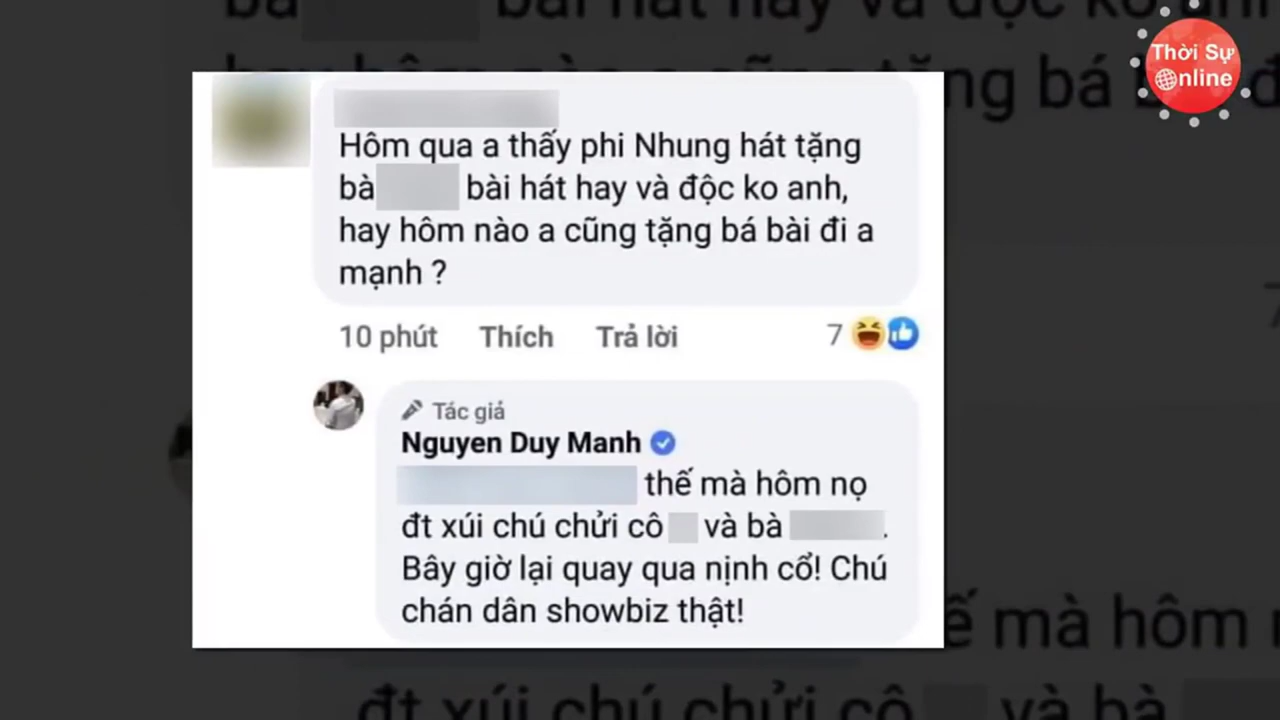 Thời Sự
Online
Hôm qua a thấy phi Nhung hát tặng
bà bài hát hay và độc ko anh,
hay hôm nào a cũng tặng bá bài đi a
mạnh ?
10 phút Thích Trả lời 7
Tác giả
Nguyen Duy Manh
thế mà hôm nọ
đt xúi chú chửi cô và bà .
Bây giờ lại quay qua nịnh cổ! Chú
chán dân showbiz thật!